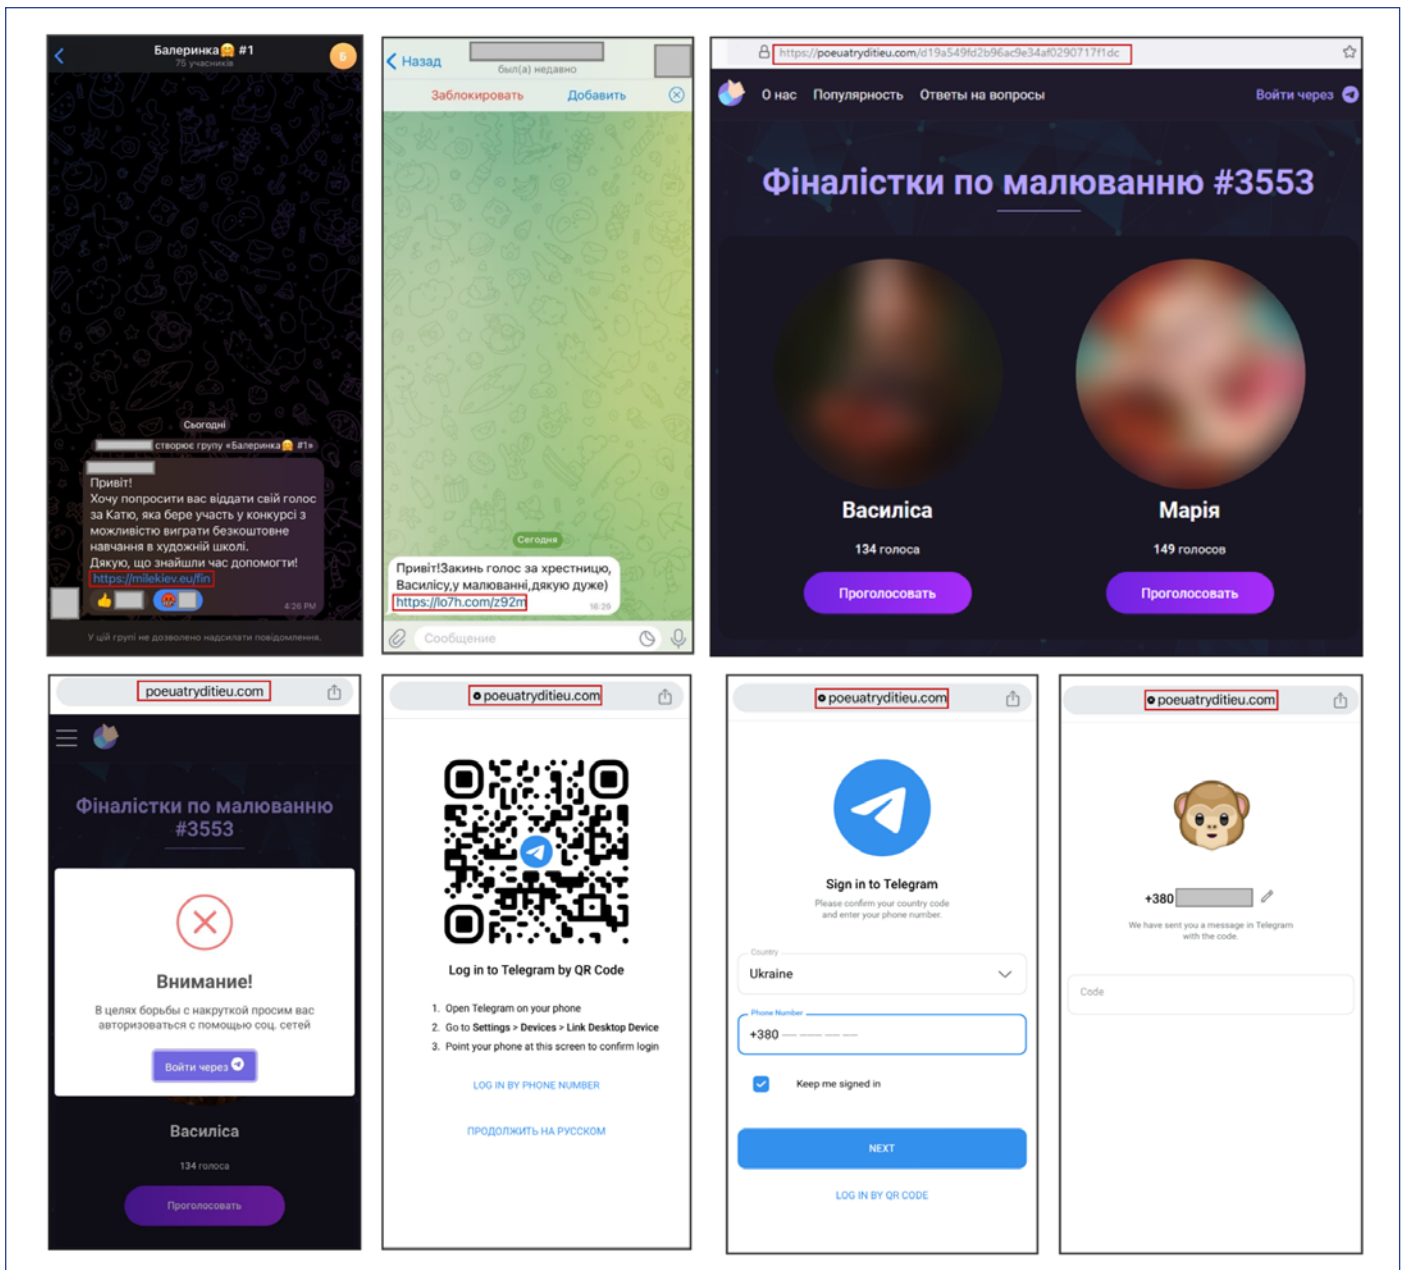 Балеринка🤗 #1
75 учасників
Б
Сьогодні
створює групу «Балеринка🤗 #1»
Привіт!
Хочу попросити вас віддати свій голос
за Катю, яка бере участь у конкурсі з
можливістю виграти безкоштовне
навчання в художній школі.
Дякую, що знайшли час допомогти!
https://milekiev.eu/fin
4:26 PM
У цій групі не дозволено надсилати повідомлення.
Назад
был(а) недавно
Заблокировать Добавить
Сегодня
Привіт!Закинь голос за хрестницю,
Василісу,у малюванні,дякую дуже)
https://lo7h.com/z92m
16:29
Сообщение
https://poeuatryditieu.com/d19a549fd2b96ac9e34af0290717f1dc
О нас Популярность Ответы на вопросы Войти через
Фіналістки по малюванню #3553
Василіса Марія
134 голоса 149 голосов
Проголосовать Проголосовать
poeuatryditieu.com
Фіналістки по малюванню
#3553
Внимание!
В целях борьбы с накруткой просим вас
авторизоваться с помощью соц. сетей
Войти через
Василіса
134 голоса
Проголосовать
poeuatryditieu.com
Log in to Telegram by QR Code
1. Open Telegram on your phone
2. Go to Settings > Devices > Link Desktop Device
3. Point your phone at this screen to confirm login
LOG IN BY PHONE NUMBER
ПРОДОЛЖИТЬ НА РУССКОМ
poeuatryditieu.com
Sign in to Telegram
Please confirm your country code
and enter your phone number.
Country
Ukraine
Phone Number
+380
Keep me signed in
NEXT
LOG IN BY QR CODE
poeuatryditieu.com
+380
We have sent you a message in Telegram
with the code.
Code